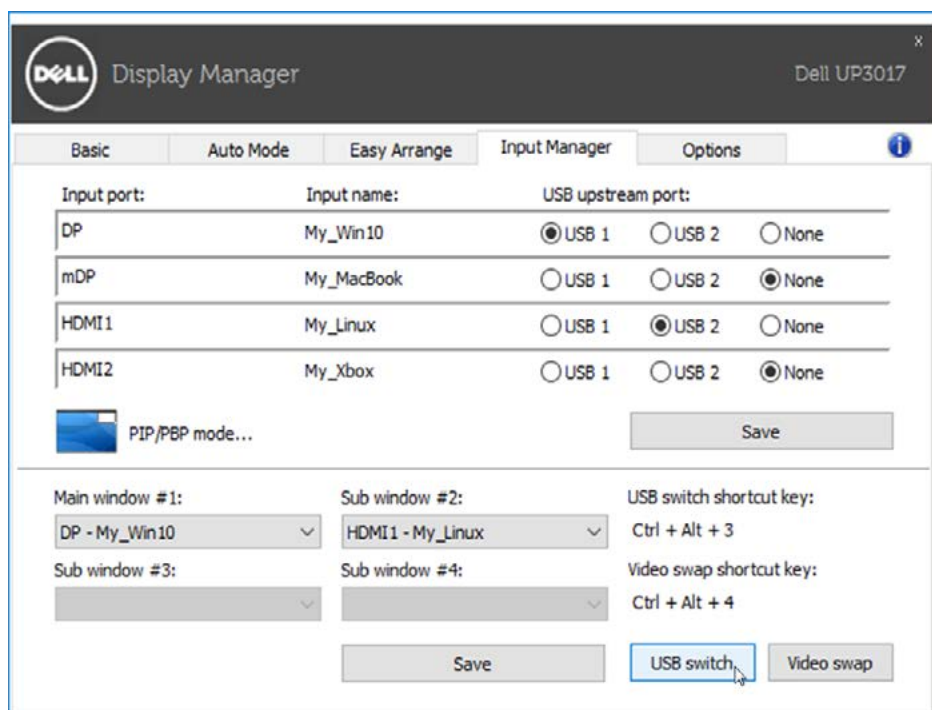 x
DELL Display Manager Dell UP3017
Basic Auto Mode Easy Arrange Input Manager Options i
Input port: Input name: USB upstream port:
DP My_Win10 USB 1 USB 2 None
mDP My_MacBook USB 1 USB 2 None
HDMI1 My_Linux USB 1 USB 2 None
HDMI2 My_Xbox USB 1 USB 2 None
PIP/PBP mode... Save
Main window #1: Sub window #2: USB switch shortcut key:
DP - My_Win10 HDMI1 - My_Linux Ctrl + Alt + 3
Sub window #3: Sub window #4: Video swap shortcut key:
Ctrl + Alt + 4
Save USB switch Video swap